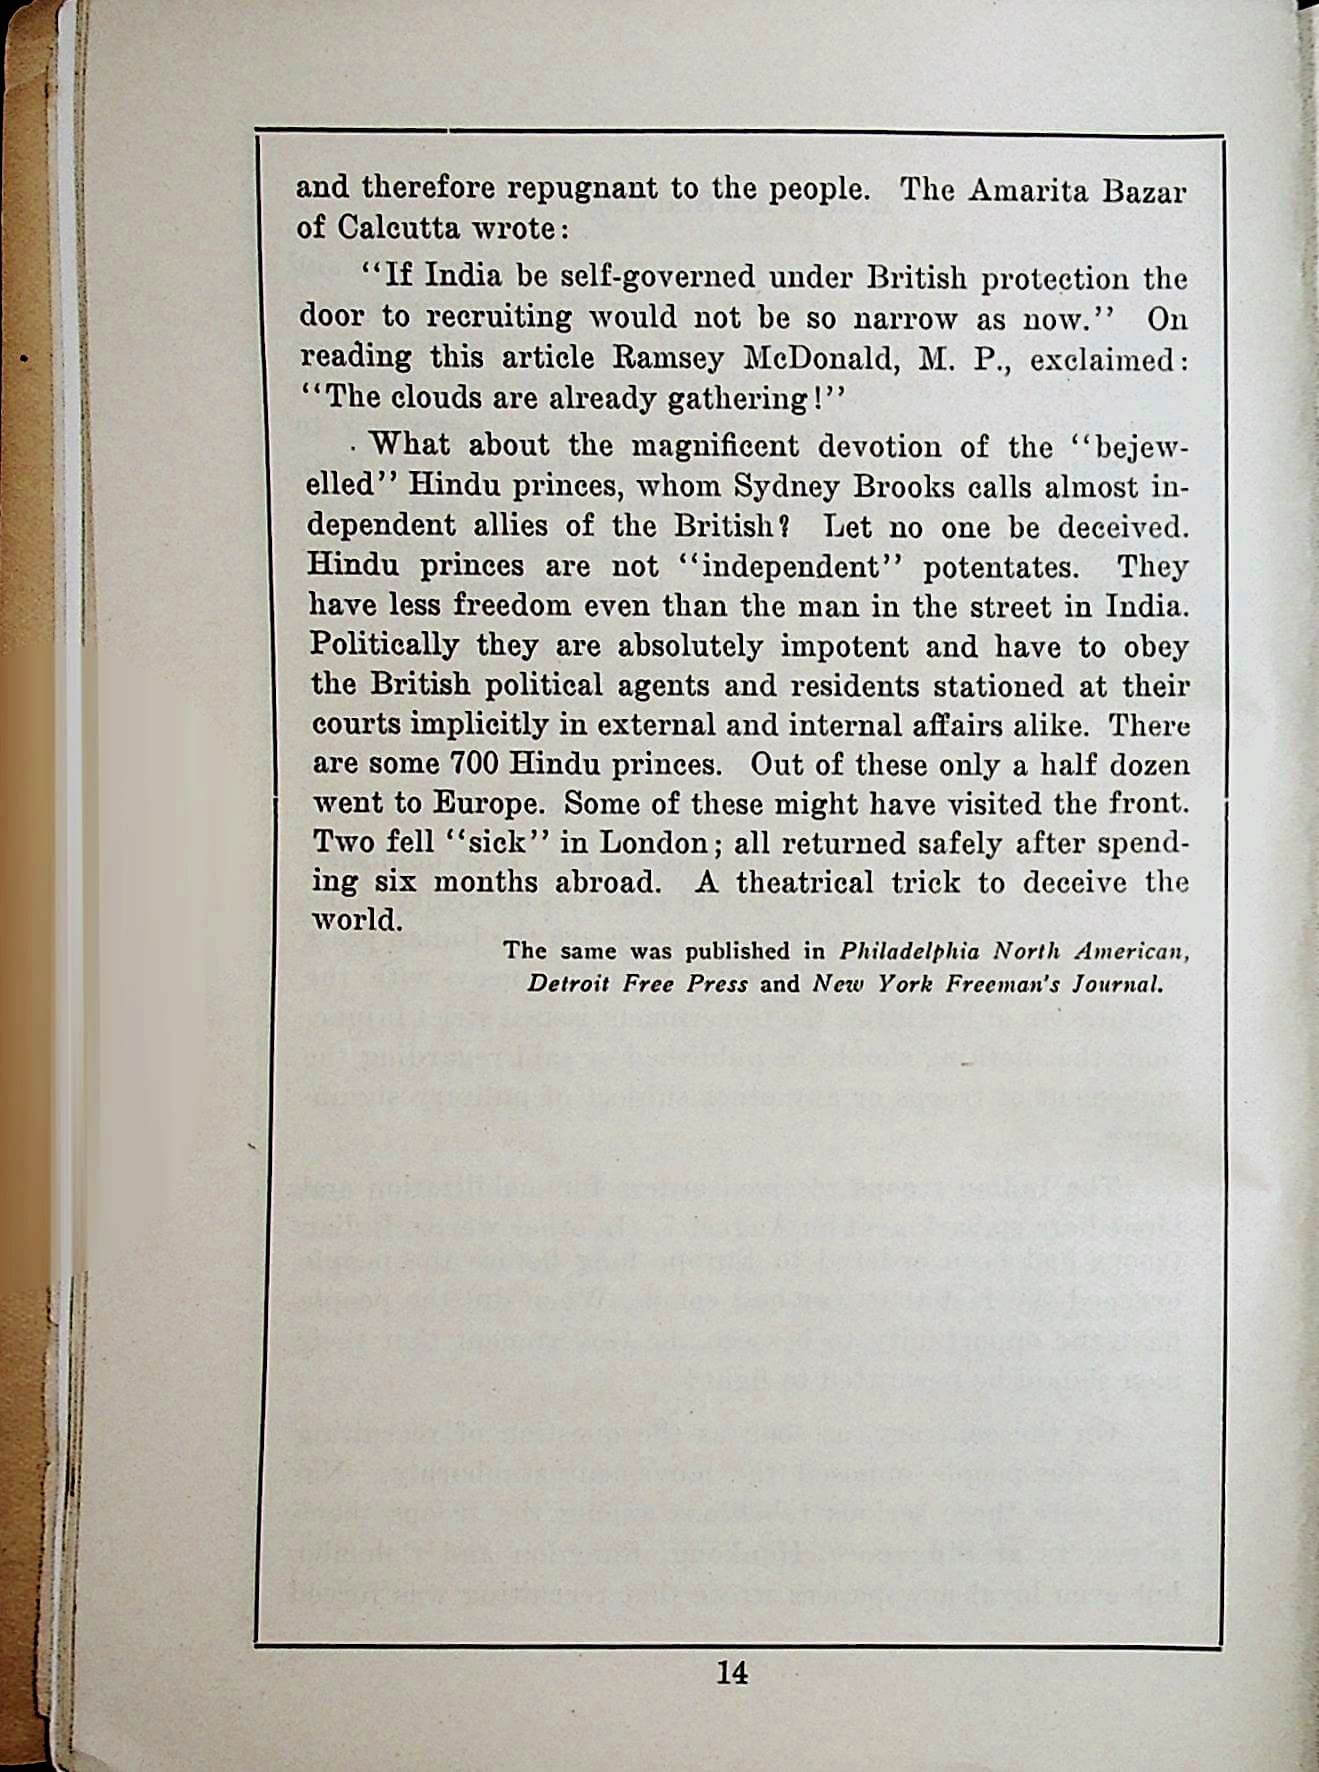 and therefore repugnant to the people. The Amarita Bazar
of Calcutta wrote:
"If India be self-governed under British protection the
door to recruiting would not be so narrow as now." On
reading this article Ramsey McDonald, M. P., exclaimed:
"The clouds are already gathering!"
What about the magnificent devotion of the "bejew-
elled" Hindu princes, whom Sydney Brooks calls almost in-
dependent allies of the British? Let no one be deceived.
Hindu princes are not "independent" potentates. They
have less freedom even than the man in the street in India.
Politically they are absolutely impotent and have to obey
the British political agents and residents stationed at their
courts implicitly in external and internal affairs alike. There
are some 700 Hindu princes. Out of these only a half dozen
went to Europe. Some of these might have visited the front.
Two fell "sick" in London; all returned safely after spend-
ing six months abroad. A theatrical trick to deceive the
world.
The same was published in Philadelphia North American,
Detroit Free Press and New York Freeman's Journal.
14